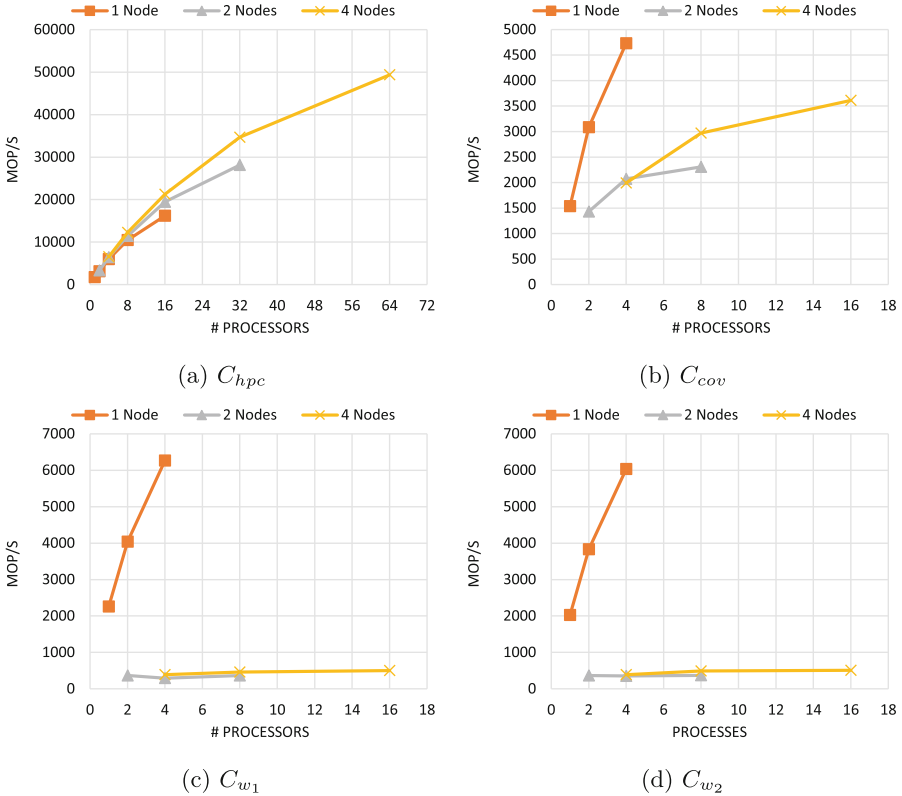 1 Node 2 Nodes 4 Nodes
60000
50000
40000
30000
20000
10000
0
MOP/S
0 8 16 24 32 40 48 56 64 72
# PROCESSORS
(a) C_hpc
1 Node 2 Nodes 4 Nodes
5000
4500
4000
3500
3000
2500
2000
1500
1000
500
0
MOP/S
0 2 4 6 8 10 12 14 16 18
# PROCESSORS
(b) C_cov
1 Node 2 Nodes 4 Nodes
7000
6000
5000
4000
3000
2000
1000
0
MOP/S
0 2 4 6 8 10 12 14 16 18
# PROCESSORS
(c) C_w1
1 Node 2 Nodes 4 Nodes
7000
6000
5000
4000
3000
2000
1000
0
MOP/S
0 2 4 6 8 10 12 14 16 18
PROCESSES
(d) C_w2